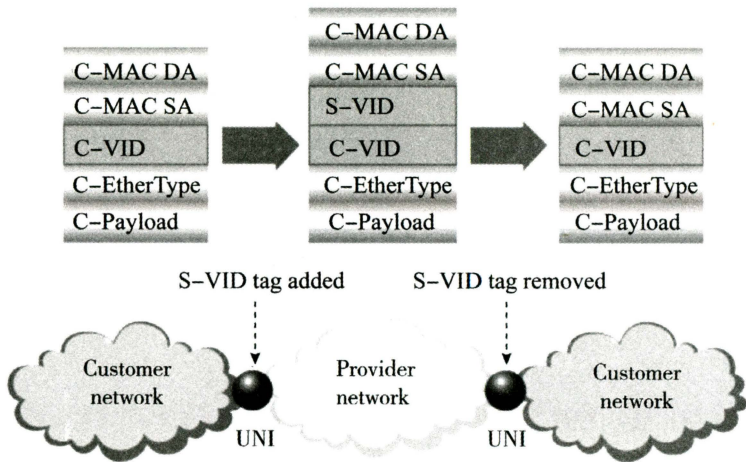 C-MAC DA
C-MAC SA
C-VID
C-EtherType
C-Payload
C-MAC DA
C-MAC SA
S-VID
C-VID
C-EtherType
C-Payload
C-MAC DA
C-MAC SA
C-VID
C-EtherType
C-Payload
S-VID tag added
S-VID tag removed
Customer
network
UNI
Provider
network
UNI
Customer
network